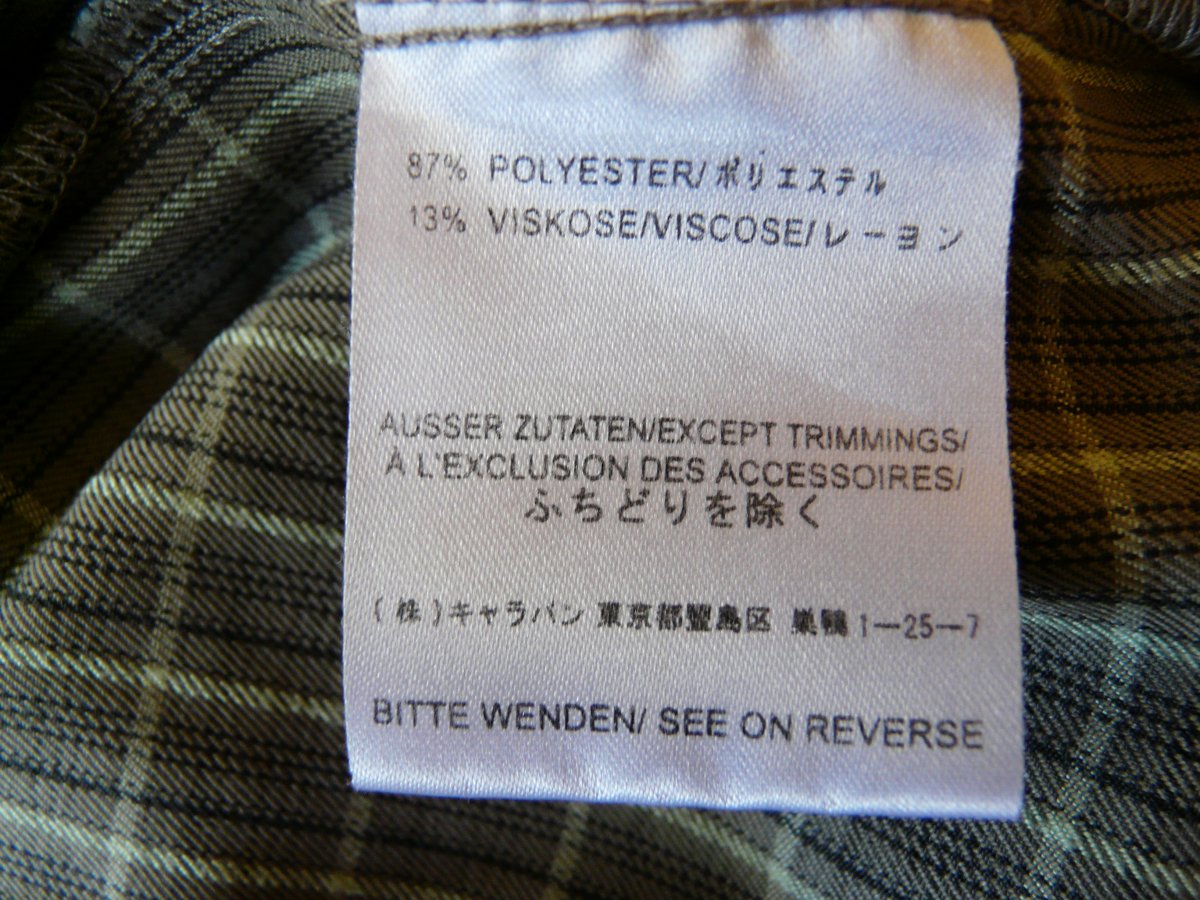 87% POLYESTER/ポリエステル
13% VISKOSE/VISCOSE/レーヨン
AUSSER ZUTATEN/EXCEPT TRIMMINGS/
À L'EXCLUSION DES ACCESSOIRES/
ふちどりを除く
(株)キャラバン 東京都豐島区 巣鴨1-25-7
BITTE WENDEN/ SEE ON REVERSE